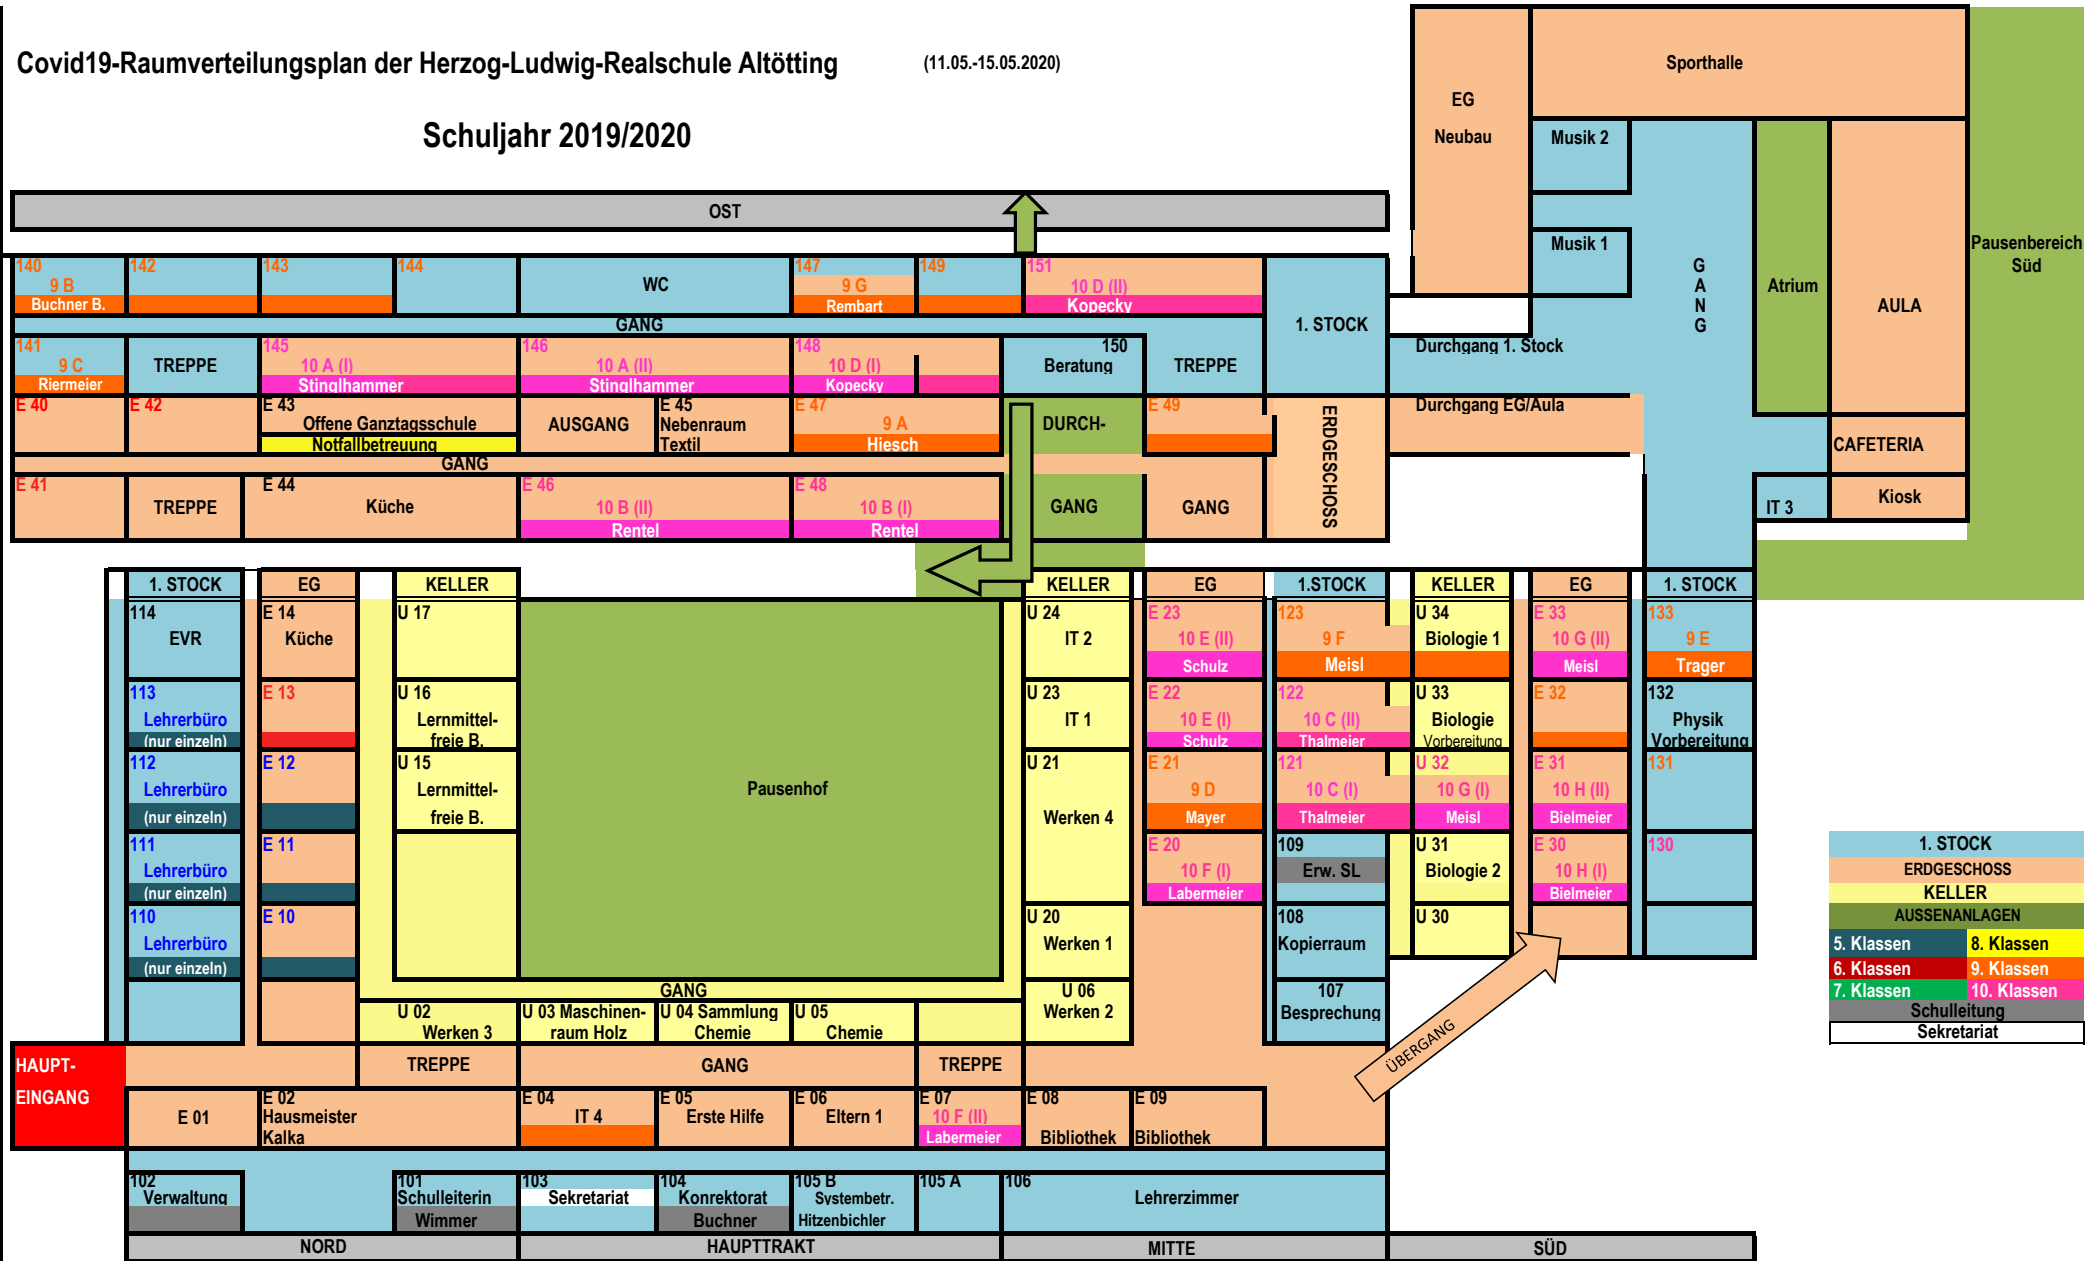 Covid19-Raumverteilungsplan der Herzog-Ludwig-Realschule Altötting (11.05.-15.05.2020)
Schuljahr 2019/2020
EG
Neubau
Sporthalle
Musik 2
Musik 1
G
A
N
G
Atrium
AULA
Pausenbereich
Süd
CAFETERIA
Kiosk
IT 3
OST
140
9 B
Buchner B.
142
143
144
WC
147
9 G
Rembart
149
151
10 D (II)
Kopecky
1. STOCK
GANG
141
9 C
Riermeier
TREPPE
145
10 A (I)
Stinglhammer
146
10 A (II)
Stinglhammer
148
10 D (I)
Kopecky
150
Beratung
TREPPE
Durchgang 1. Stock
E 40
E 42
E 43
Offene Ganztagsschule
Notfallbetreuung
AUSGANG
E 45
Nebenraum
Textil
E 47
9 A
Hiesch
DURCH-
E 49
ERDGESCHOSS
Durchgang EG/Aula
GANG
E 41
TREPPE
E 44
Küche
E 46
10 B (II)
Rentel
E 48
10 B (I)
Rentel
GANG
GANG
1. STOCK
EG
KELLER
KELLER
EG
1.STOCK
KELLER
EG
1. STOCK
114
EVR
E 14
Küche
U 17
U 24
IT 2
E 23
10 E (II)
Schulz
123
9 F
Meisl
U 34
Biologie 1
E 33
10 G (II)
Meisl
133
9 E
Trager
113
Lehrerbüro
(nur einzeln)
E 13
U 16
Lernmittel-
freie B.
U 23
IT 1
E 22
10 E (I)
Schulz
122
10 C (II)
Thalmeier
U 33
Biologie
Vorbereitung
E 32
132
Physik
Vorbereitung
112
Lehrerbüro
(nur einzeln)
E 12
U 15
Lernmittel-
freie B.
Pausenhof
U 21
Werken 4
E 21
9 D
Mayer
121
10 C (I)
Thalmeier
U 32
10 G (I)
Meisl
E 31
10 H (II)
Bielmeier
131
111
Lehrerbüro
(nur einzeln)
E 11
E 20
10 F (I)
Labermeier
109
Erw. SL
U 31
Biologie 2
E 30
10 H (I)
Bielmeier
130
110
Lehrerbüro
(nur einzeln)
E 10
U 20
Werken 1
108
Kopierraum
U 30
GANG
U 02
Werken 3
U 03 Maschinen-
raum Holz
U 04 Sammlung
Chemie
U 05
Chemie
U 06
Werken 2
107
Besprechung
ÜBERGANG
1. STOCK
ERDGESCHOSS
KELLER
AUSSENANLAGEN
5. Klassen
8. Klassen
6. Klassen
9. Klassen
7. Klassen
10. Klassen
Schulleitung
Sekretariat
HAUPT-
EINGANG
TREPPE
GANG
TREPPE
E 01
E 02
Hausmeister
Kalka
E 04
IT 4
E 05
Erste Hilfe
E 06
Eltern 1
E 07
10 F (II)
Labermeier
E 08
Bibliothek
E 09
Bibliothek
102
Verwaltung
101
Schulleiterin
Wimmer
103
Sekretariat
104
Konrektorat
Buchner
105 B
Systembetr.
Hitzenbichler
105 A
106
Lehrerzimmer
NORD
HAUPTTRAKT
MITTE
SÜD